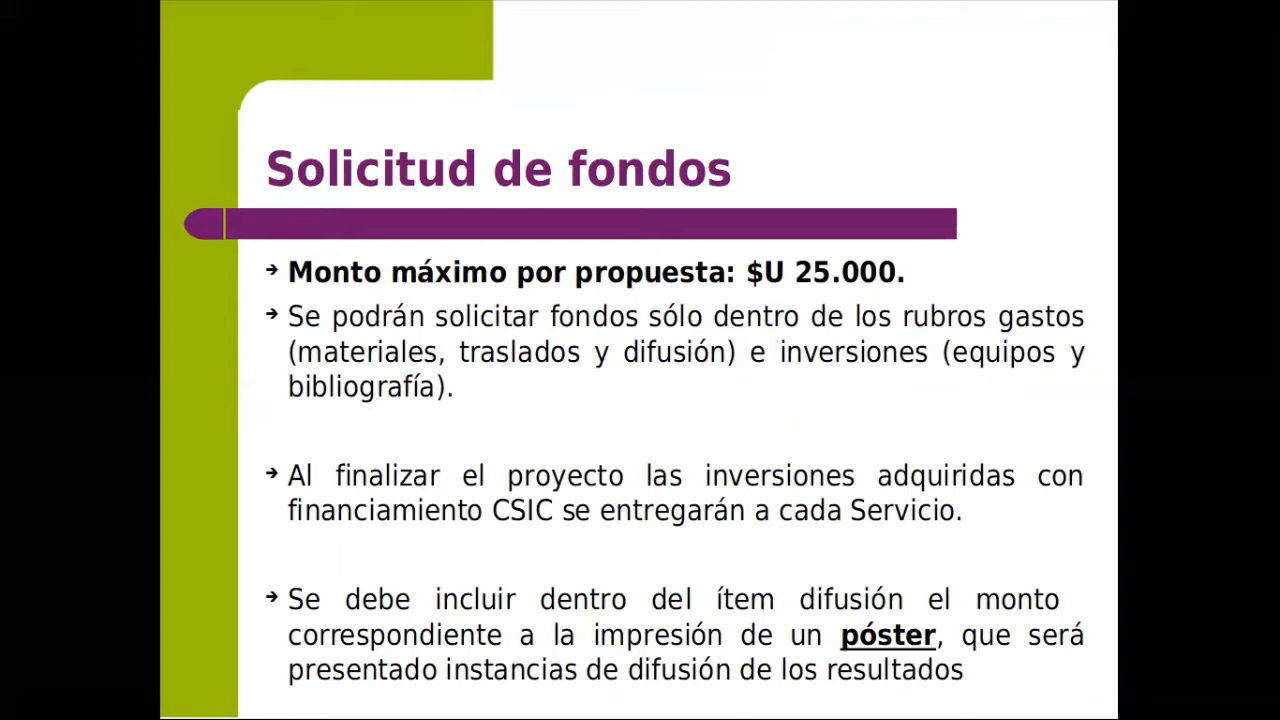 Solicitud de fondos
➔ Monto máximo por propuesta: $U 25.000.
➔ Se podrán solicitar fondos sólo dentro de los rubros gastos
(materiales, traslados y difusión) e inversiones (equipos y
bibliografía).
➔ Al finalizar el proyecto las inversiones adquiridas con
financiamiento CSIC se entregarán a cada Servicio.
➔ Se debe incluir dentro del ítem difusión el monto
correspondiente a la impresión de un póster, que será
presentado instancias de difusión de los resultados